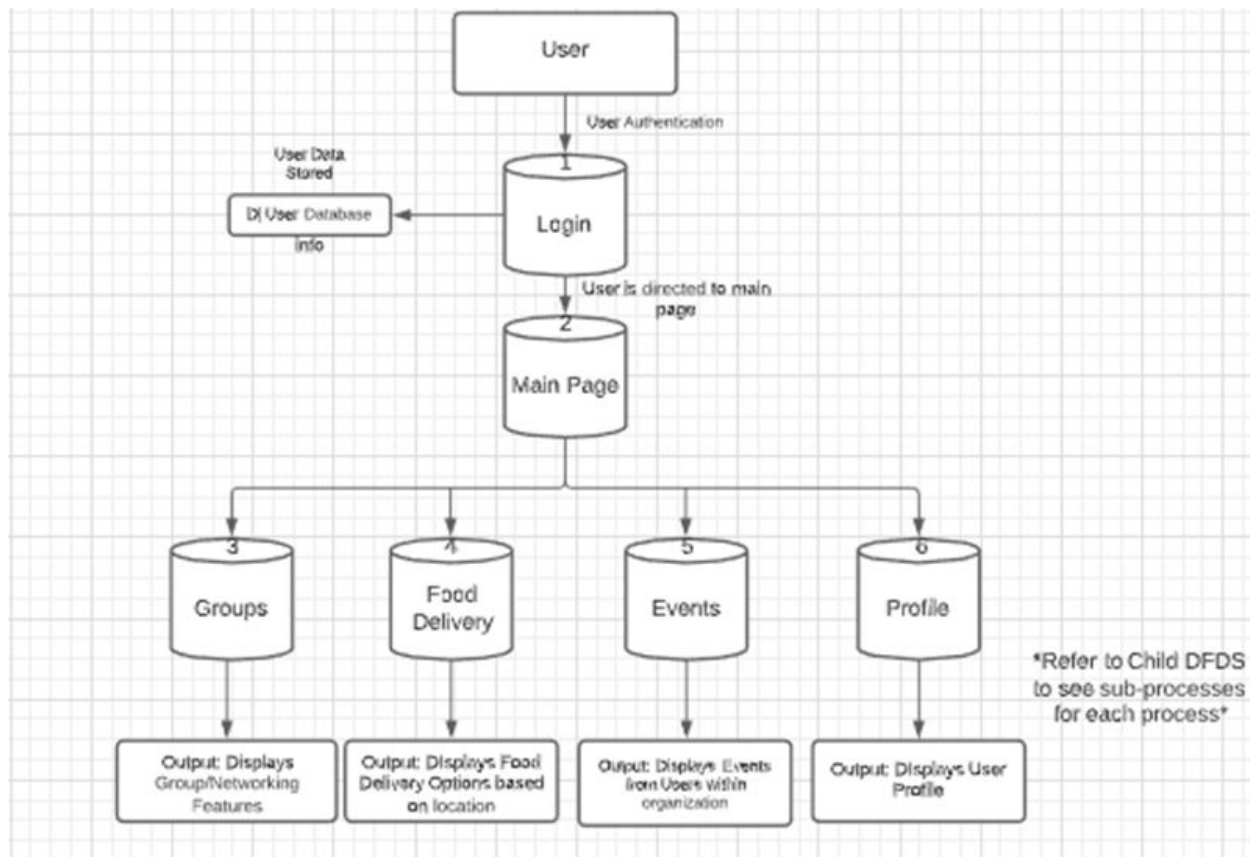 User
User Authentication
1
User Data
Stored
D| User Database
info
Login
User is directed to main
page
2
Main Page
3
Groups
4
Food
Delivery
5
Events
6
Profile
*Refer to Child DFDS
to see sub-processes
for each process*
Output: Displays
Group/Networking
Features
Output: Displays Food
Delivery Options based
on location
Output: Displays Events
from Users within
organization
Output: Displays User
Profile